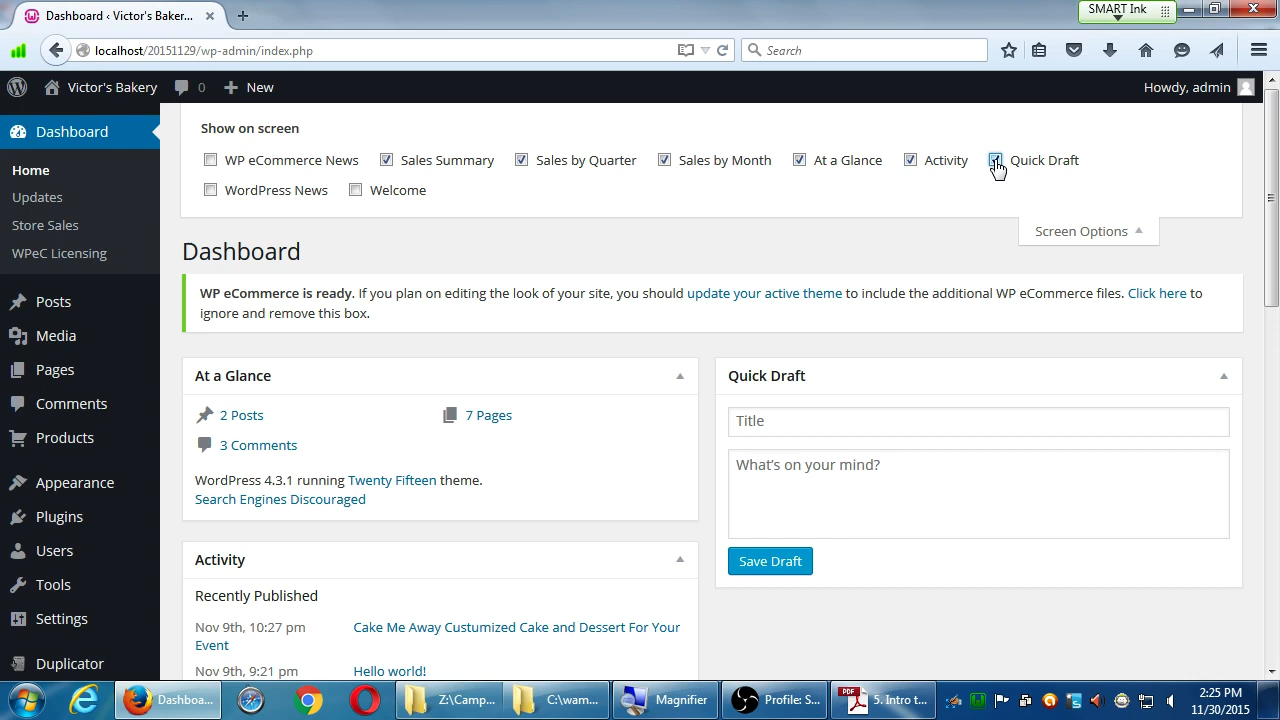 Dashboard ‹ Victor's Baker...
SMART Ink
localhost/20151129/wp-admin/index.php
Search
Victor's Bakery
0
New
Howdy, admin
Dashboard
Home
Updates
Store Sales
WPeC Licensing
Posts
Media
Pages
Comments
Products
Appearance
Plugins
Users
Tools
Settings
Duplicator
Show on screen
WP eCommerce News
Sales Summary
Sales by Quarter
Sales by Month
At a Glance
Activity
Quick Draft
WordPress News
Welcome
Screen Options
Dashboard
WP eCommerce is ready. If you plan on editing the look of your site, you should update your active theme to include the additional WP eCommerce files. Click here to
ignore and remove this box.
At a Glance
2 Posts
7 Pages
3 Comments
WordPress 4.3.1 running Twenty Fifteen theme.
Search Engines Discouraged
Activity
Recently Published
Nov 9th, 10:27 pm
Cake Me Away Custumized Cake and Dessert For Your
Event
Nov 9th, 9:21 pm
Hello world!
Quick Draft
Title
What's on your mind?
Save Draft
Dashboa...
Z:\Camp...
C:\wam...
Magnifier
Profile: S...
PDF
5. Intro t...
2:25 PM
11/30/2015